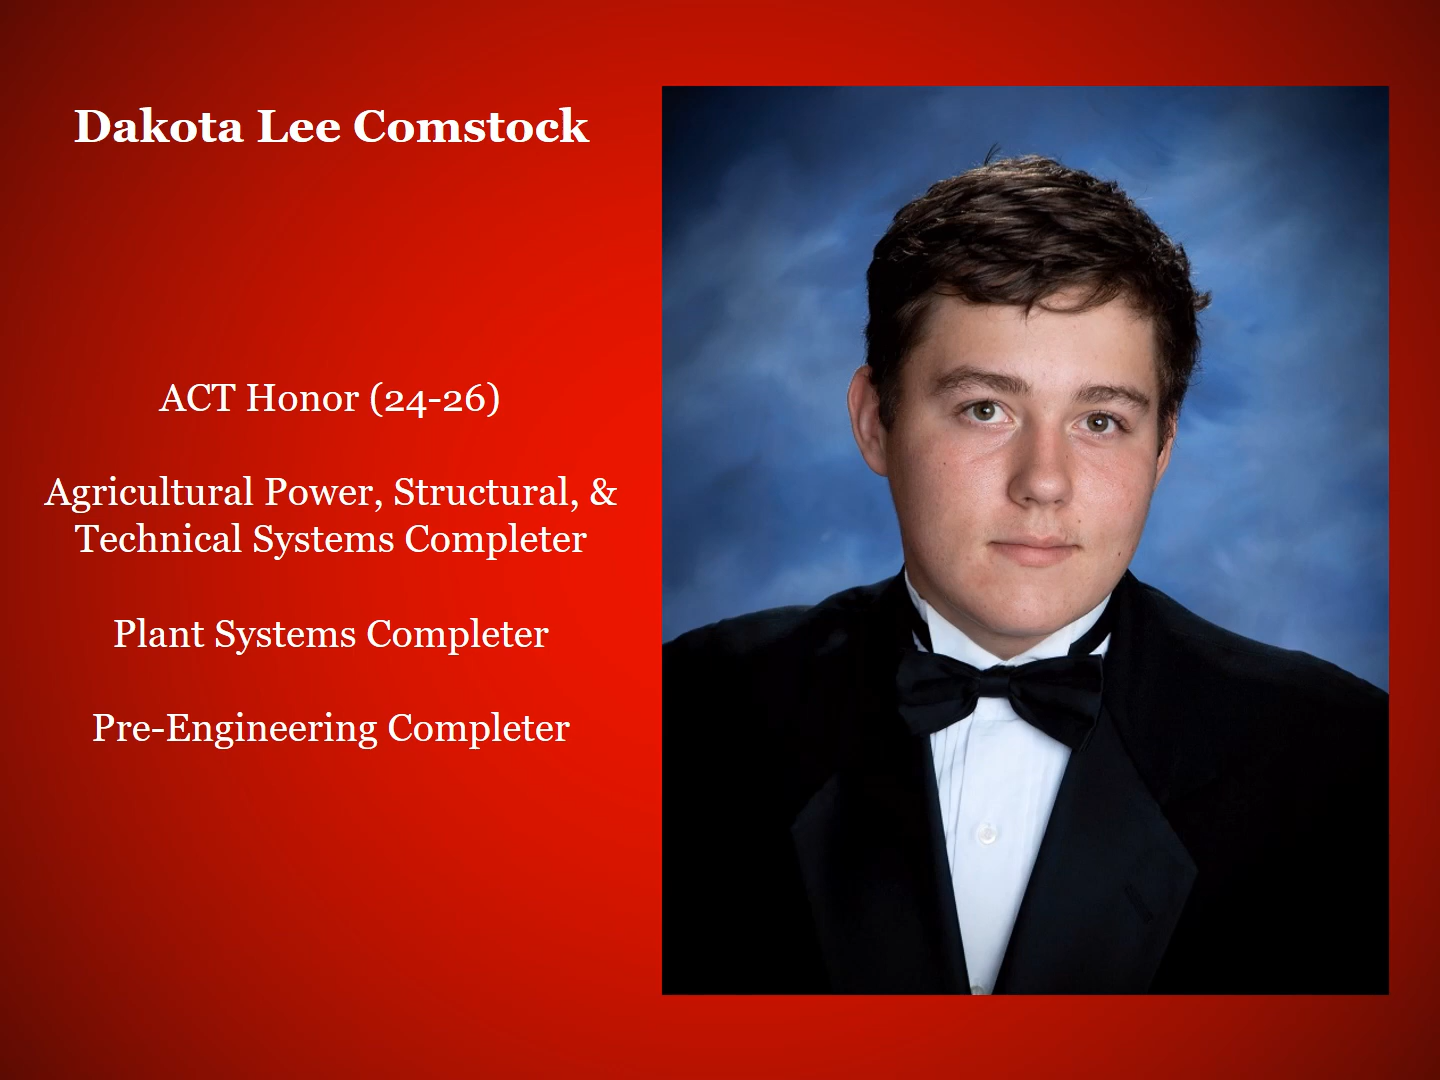 Dakota Lee Comstock
ACT Honor (24-26)
Agricultural Power, Structural, &
Technical Systems Completer
Plant Systems Completer
Pre-Engineering Completer